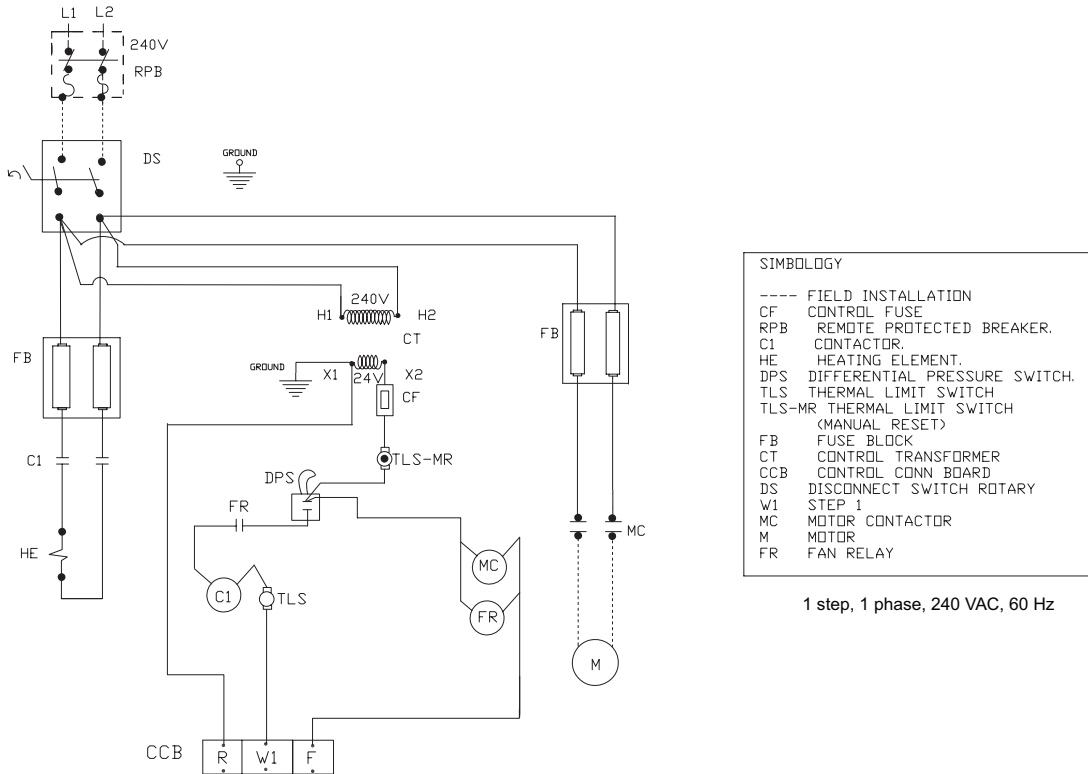 L1 L2
240V
RPB
DS
GROUND
240V
H1 H2
CT
FB
FB
GROUND
X1 24V X2
CF
TLS-MR
DPS
C1
FR
MC
MC
HE
C1
TLS
FR
M
CCB R W1 F
SIMBOLOGY
---- FIELD INSTALLATION
CF CONTROL FUSE
RPB REMOTE PROTECTED BREAKER.
C1 CONTACTOR.
HE HEATING ELEMENT.
DPS DIFFERENTIAL PRESSURE SWITCH.
TLS THERMAL LIMIT SWITCH
TLS-MR THERMAL LIMIT SWITCH
(MANUAL RESET)
FB FUSE BLOCK
CT CONTROL TRANSFORMER
CCB CONTROL CONN BOARD
DS DISCONNECT SWITCH ROTARY
W1 STEP 1
MC MOTOR CONTACTOR
M MOTOR
FR FAN RELAY
1 step, 1 phase, 240 VAC, 60 Hz